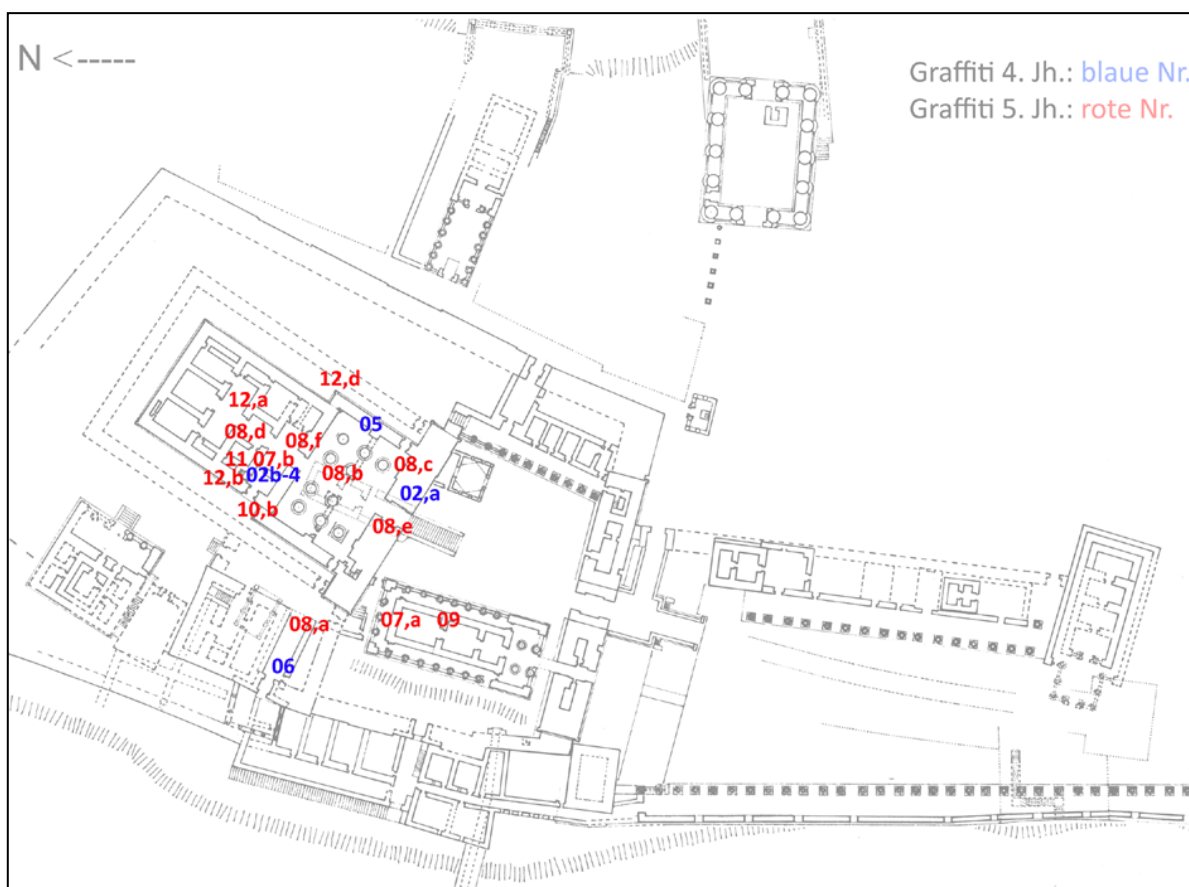 N <-----
Graffiti 4. Jh.: blaue Nr.
Graffiti 5. Jh.: rote Nr.
12,d
12,a
05
08,d
08,f
11 07,b
08,b
08,c
12,b
02b-4
02,a
10,b
08,e
08,a
07,a
09
06